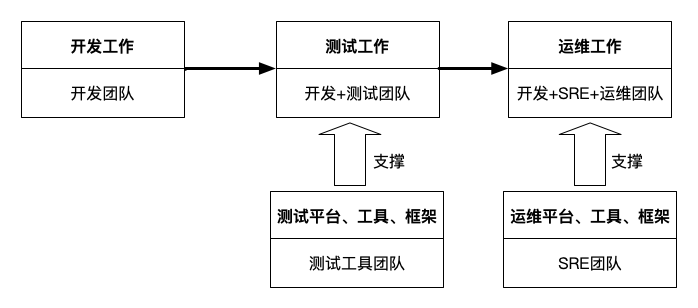 开发工作
测试工作
运维工作
开发团队
开发+测试团队
开发+SRE+运维团队
支撑
支撑
测试平台、工具、框架
运维平台、工具、框架
测试工具团队
SRE团队